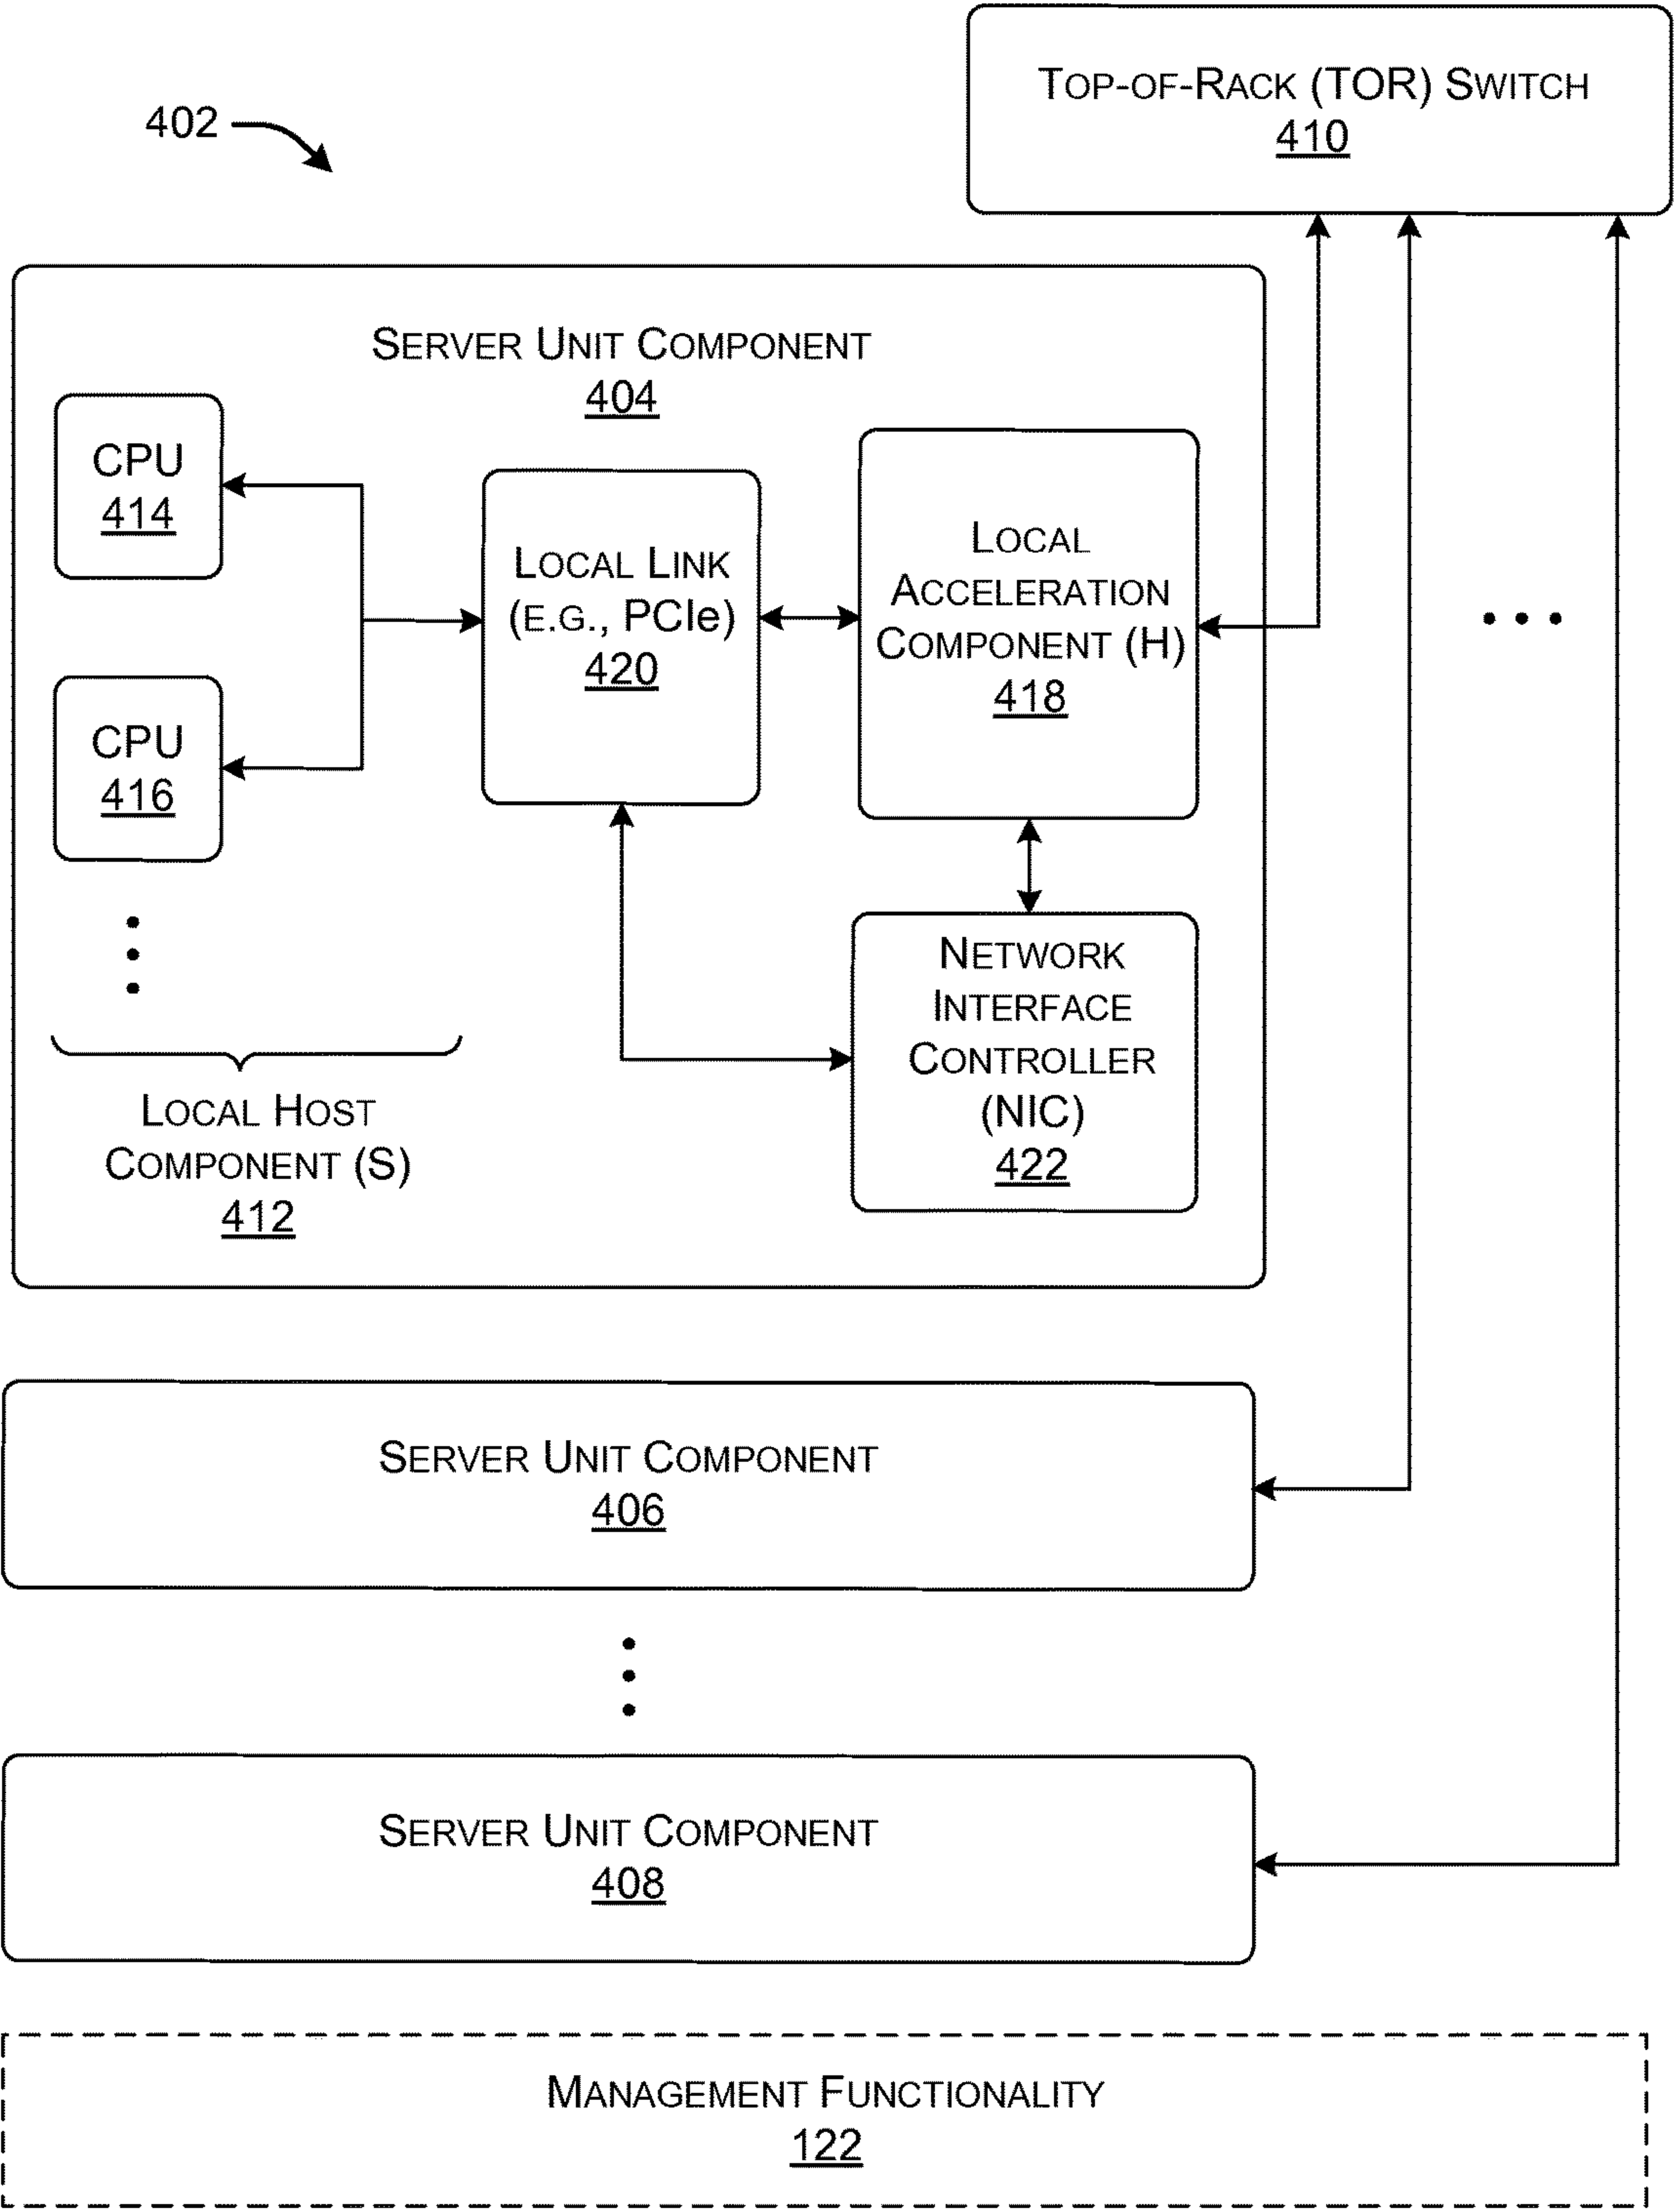 TOP-OF-RACK (TOR) SWITCH
410
402
SERVER UNIT COMPONENT
404
CPU
414
LOCAL LINK
(E.G., PCIe)
420
LOCAL
ACCELERATION
COMPONENT (H)
418
CPU
416
NETWORK
INTERFACE
CONTROLLER
(NIC)
422
LOCAL HOST
COMPONENT (S)
412
SERVER UNIT COMPONENT
406
SERVER UNIT COMPONENT
408
MANAGEMENT FUNCTIONALITY
122